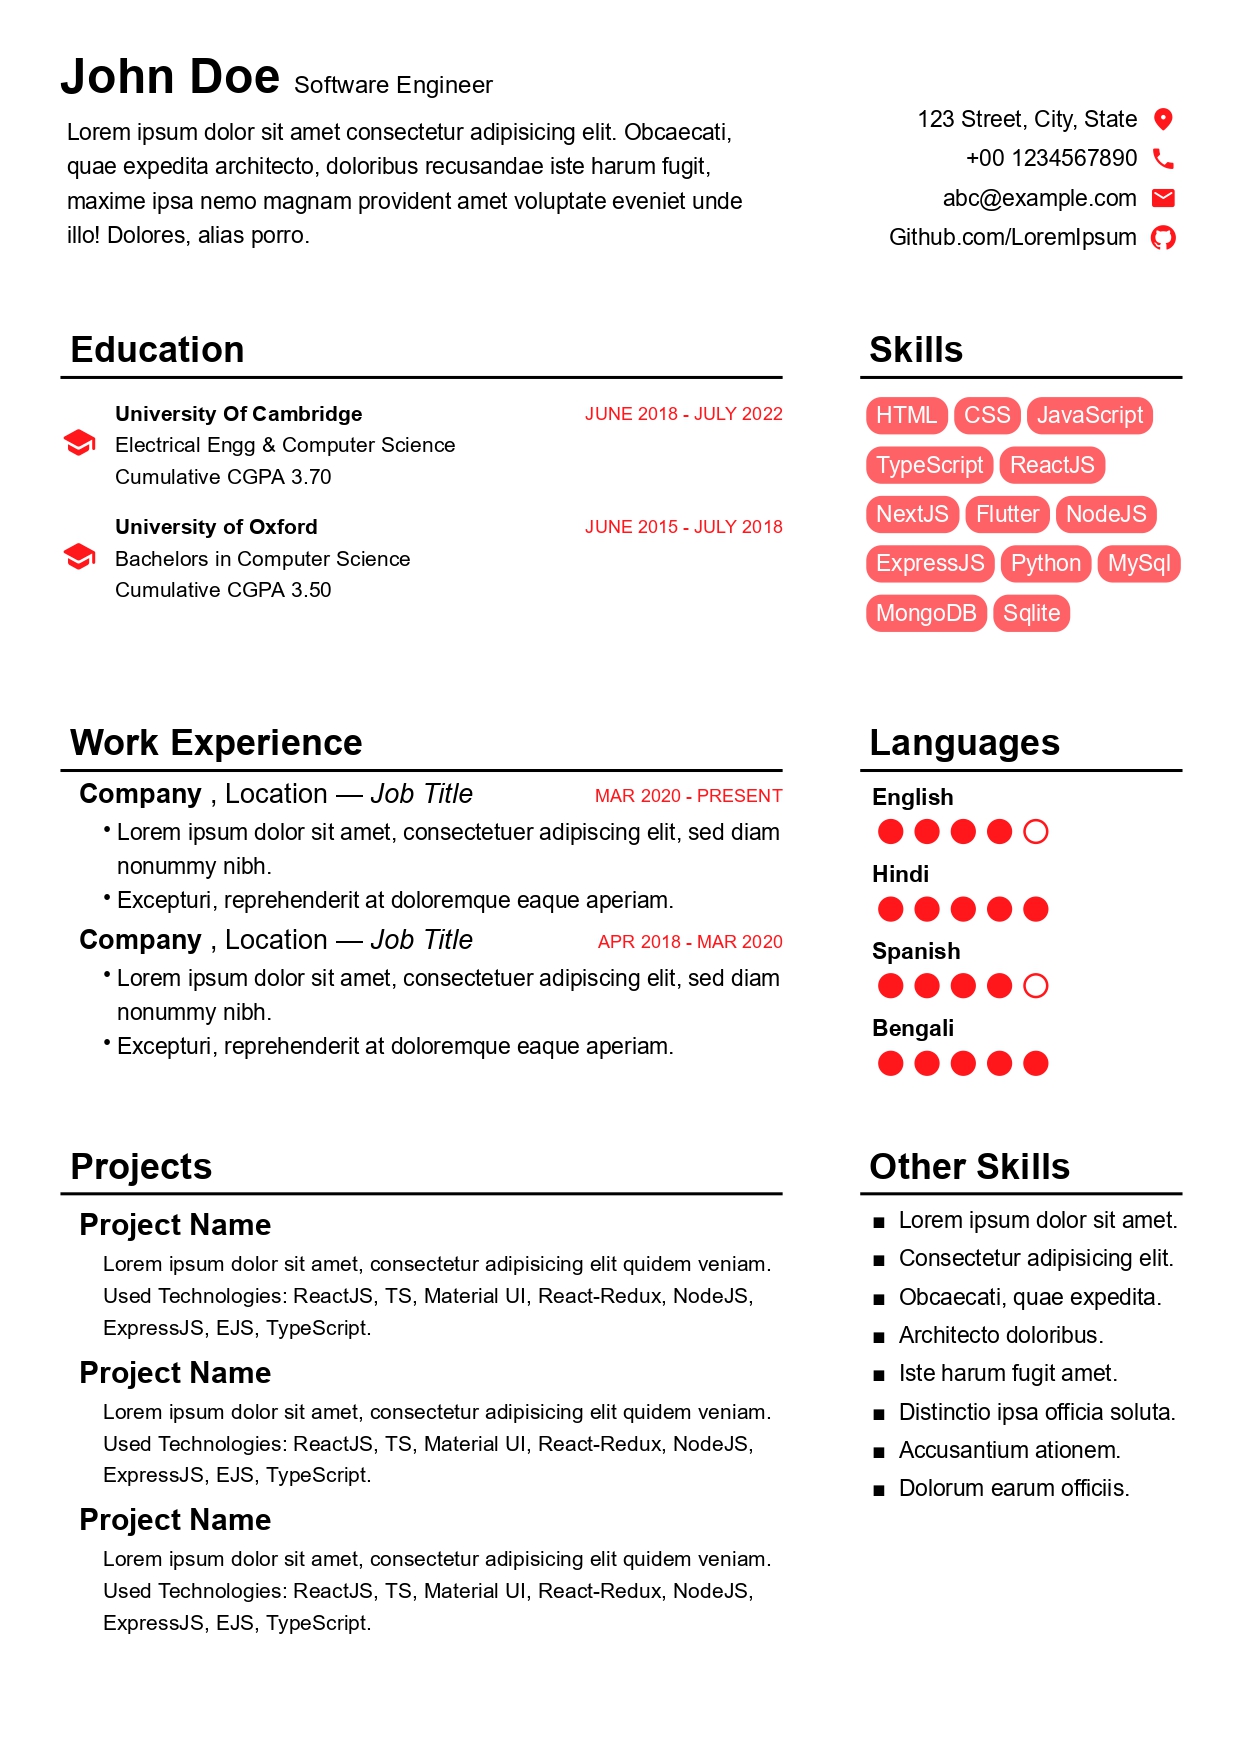 John Doe Software Engineer
Lorem ipsum dolor sit amet consectetur adipisicing elit. Obcaecati,
quae expedita architecto, doloribus recusandae iste harum fugit,
maxime ipsa nemo magnam provident amet voluptate eveniet unde
illo! Dolores, alias porro.
123 Street, City, State
+00 1234567890
abc@example.com
Github.com/LoremIpsum
Education
University Of Cambridge JUNE 2018 - JULY 2022
Electrical Engg & Computer Science
Cumulative CGPA 3.70
University of Oxford JUNE 2015 - JULY 2018
Bachelors in Computer Science
Cumulative CGPA 3.50
Skills
HTML CSS JavaScript
TypeScript ReactJS
NextJS Flutter NodeJS
ExpressJS Python MySql
MongoDB Sqlite
Work Experience
Company , Location — Job Title MAR 2020 - PRESENT
• Lorem ipsum dolor sit amet, consectetuer adipiscing elit, sed diam
nonummy nibh.
• Excepturi, reprehenderit at doloremque eaque aperiam.
Company , Location — Job Title APR 2018 - MAR 2020
• Lorem ipsum dolor sit amet, consectetuer adipiscing elit, sed diam
nonummy nibh.
• Excepturi, reprehenderit at doloremque eaque aperiam.
Languages
English
Hindi
Spanish
Bengali
Projects
Project Name
Lorem ipsum dolor sit amet, consectetur adipisicing elit quidem veniam.
Used Technologies: ReactJS, TS, Material UI, React-Redux, NodeJS,
ExpressJS, EJS, TypeScript.
Project Name
Lorem ipsum dolor sit amet, consectetur adipisicing elit quidem veniam.
Used Technologies: ReactJS, TS, Material UI, React-Redux, NodeJS,
ExpressJS, EJS, TypeScript.
Project Name
Lorem ipsum dolor sit amet, consectetur adipisicing elit quidem veniam.
Used Technologies: ReactJS, TS, Material UI, React-Redux, NodeJS,
ExpressJS, EJS, TypeScript.
Other Skills
▪ Lorem ipsum dolor sit amet.
▪ Consectetur adipisicing elit.
▪ Obcaecati, quae expedita.
▪ Architecto doloribus.
▪ Iste harum fugit amet.
▪ Distinctio ipsa officia soluta.
▪ Accusantium ationem.
▪ Dolorum earum officiis.